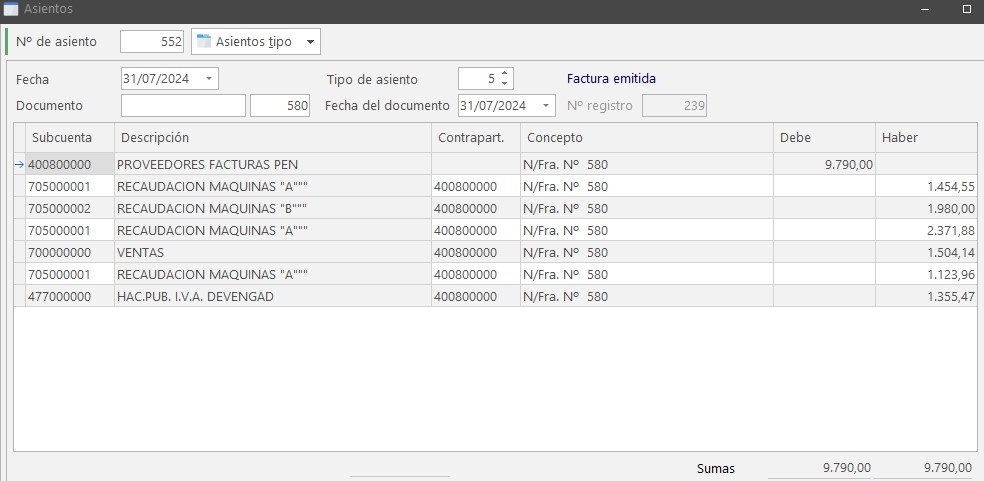 Asientos
Nº de asiento 552 Asientos tipo
Fecha 31/07/2024 Tipo de asiento 5 Factura emitida
Documento 580 Fecha del documento 31/07/2024 Nº registro 239
Subcuenta Descripción Contrapart. Concepto Debe Haber
400800000 PROVEEDORES FACTURAS PEN N/Fra. Nº 580 9.790,00
705000001 RECAUDACION MAQUINAS "A""" 400800000 N/Fra. Nº 580 1.454,55
705000002 RECAUDACION MAQUINAS "B""" 400800000 N/Fra. Nº 580 1.980,00
705000001 RECAUDACION MAQUINAS "A""" 400800000 N/Fra. Nº 580 2.371,88
700000000 VENTAS 400800000 N/Fra. Nº 580 1.504,14
705000001 RECAUDACION MAQUINAS "A""" 400800000 N/Fra. Nº 580 1.123,96
477000000 HAC.PUB. I.V.A. DEVENGAD 400800000 N/Fra. Nº 580 1.355,47
Sumas 9.790,00 9.790,00